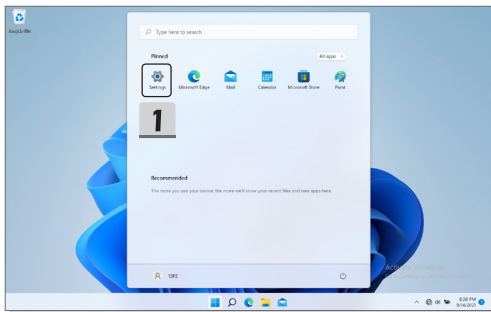 Recycle Bin
Type here to search
Pinned
All apps >
Settings
Microsoft Edge
Mail
Calendar
Microsoft Store
Paint
1
Recommended
The more you use your device, the more we'll show your recent files and new apps here.
Activate Windows
8:28 PM
9/14/2021